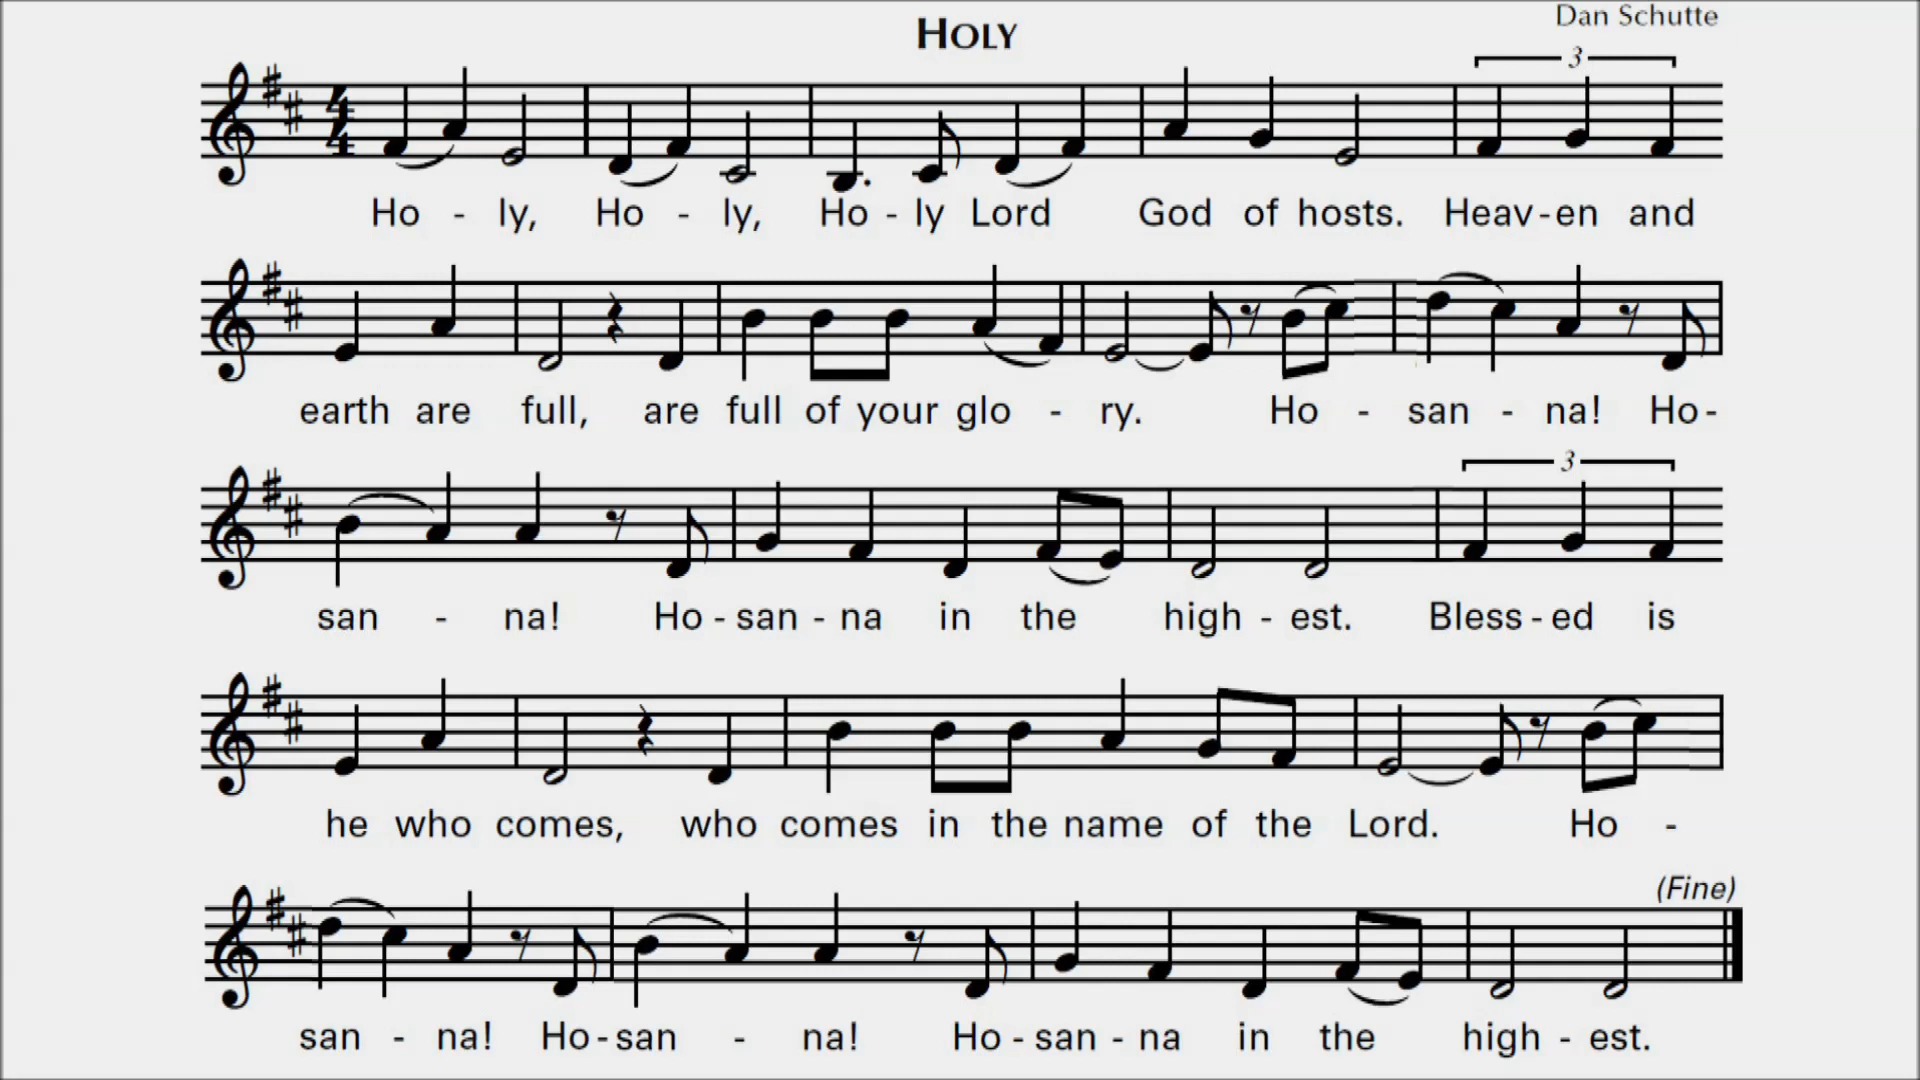 HOLY
Dan Schutte
3
4
4
Ho - ly, Ho - ly, Ho - ly Lord God of hosts. Heav - en and
earth are full, are full of your glo - ry. Ho - san - na! Ho -
3
san - na! Ho - san - na in the high - est. Bless - ed is
he who comes, who comes in the name of the Lord. Ho -
(Fine)
san - na! Ho - san - na! Ho - san - na in the high - est.